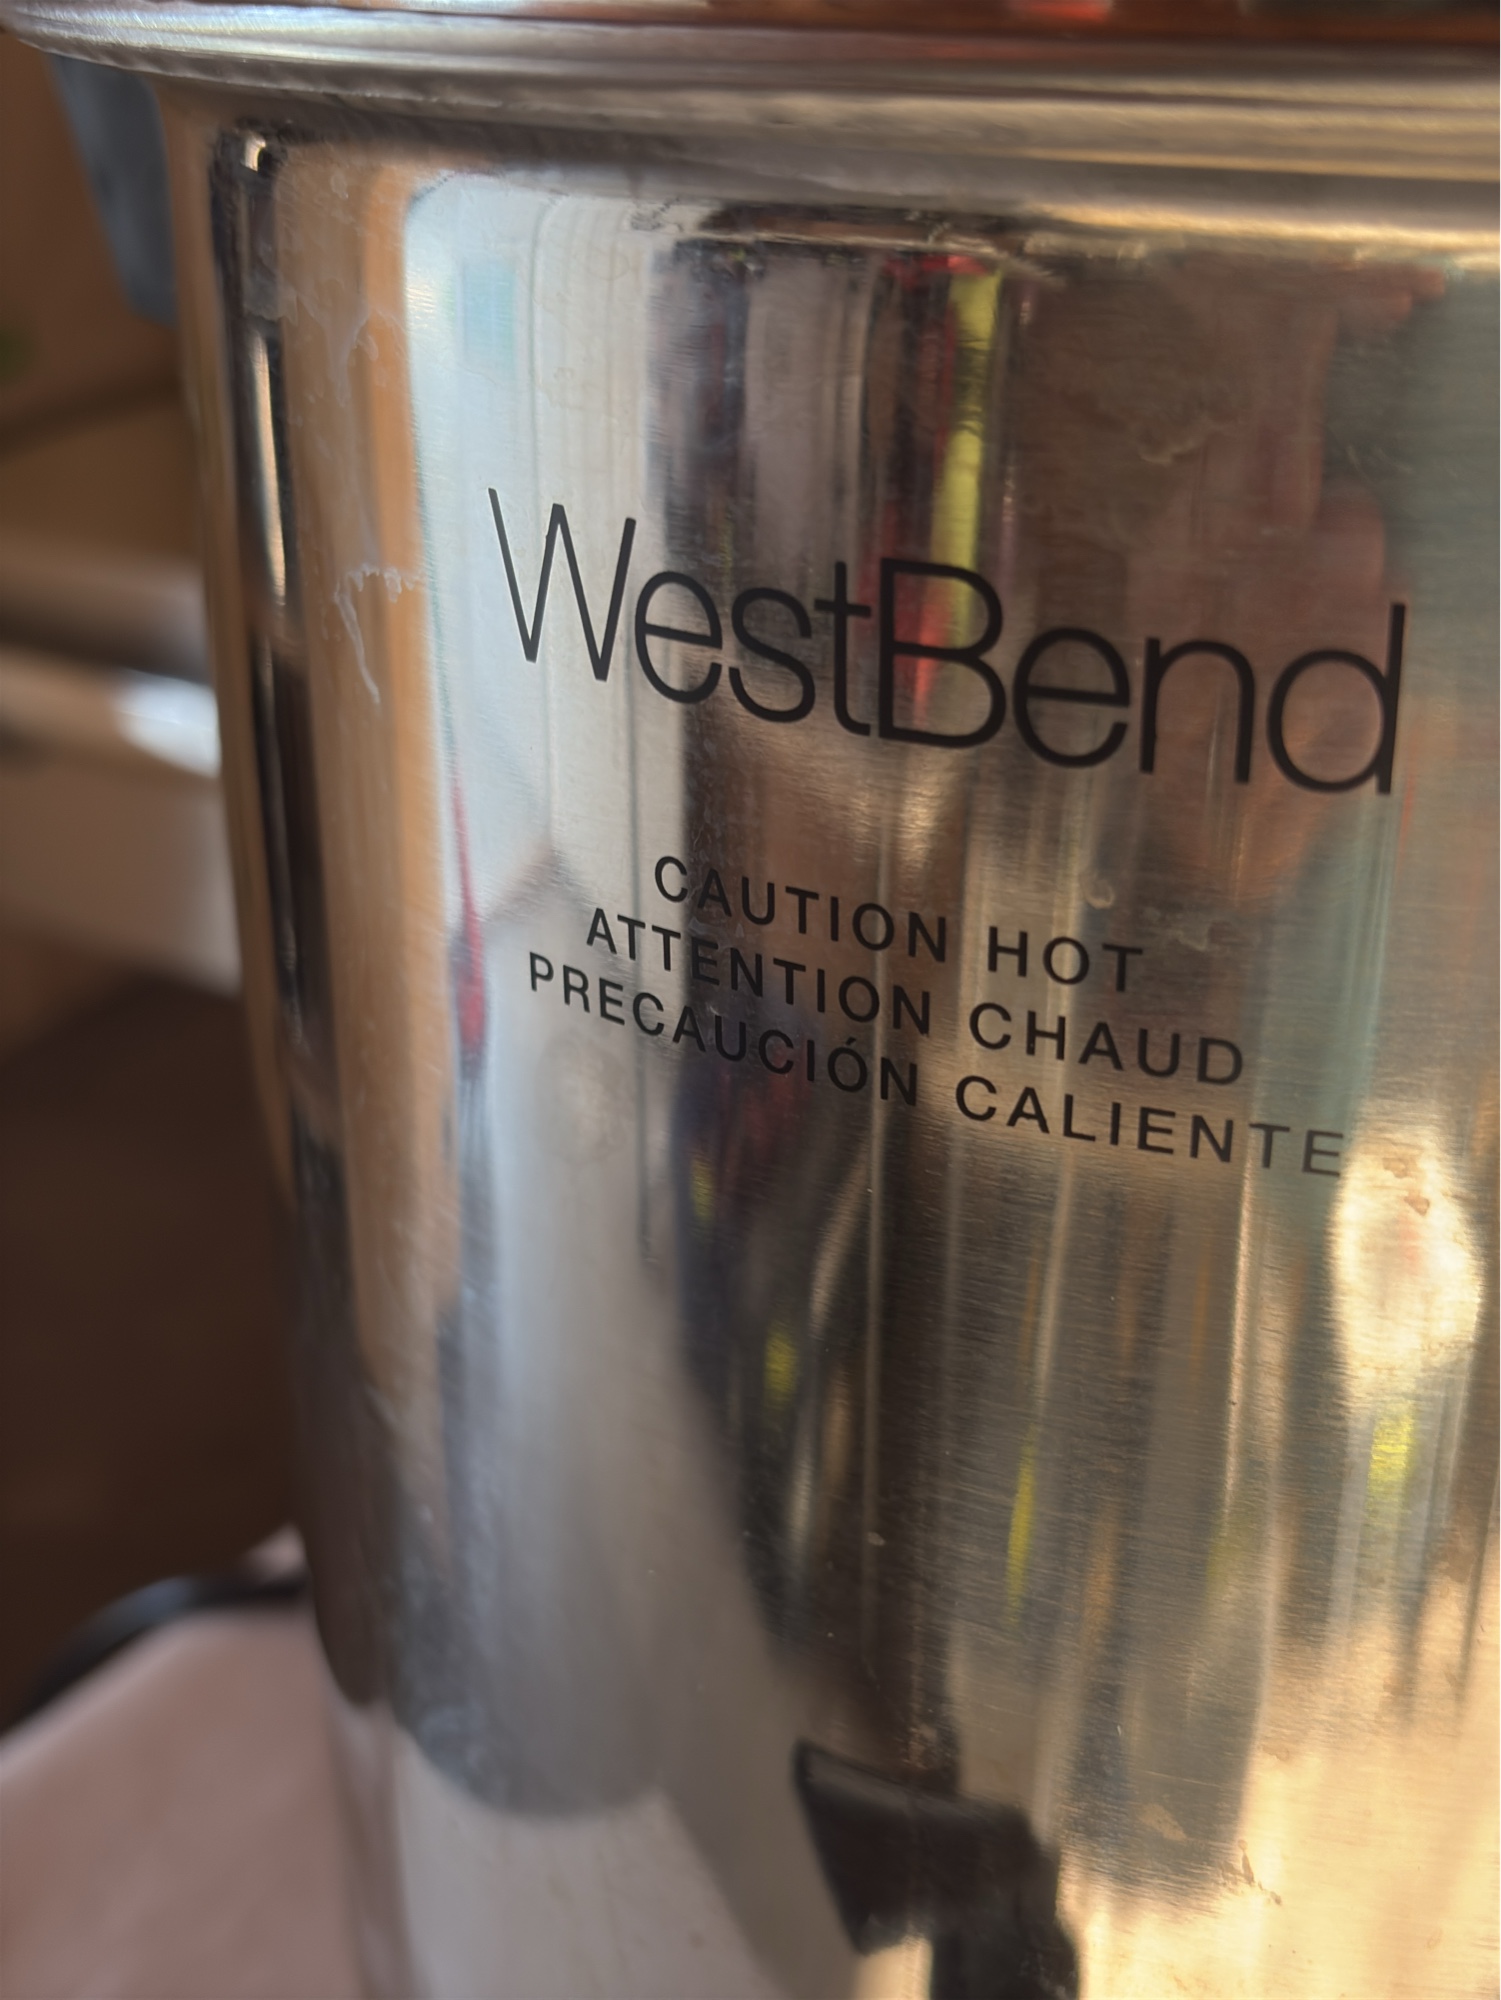 WestBend
CAUTION HOT
ATTENTION CHAUD
PRECAUCIÓN CALIENTE